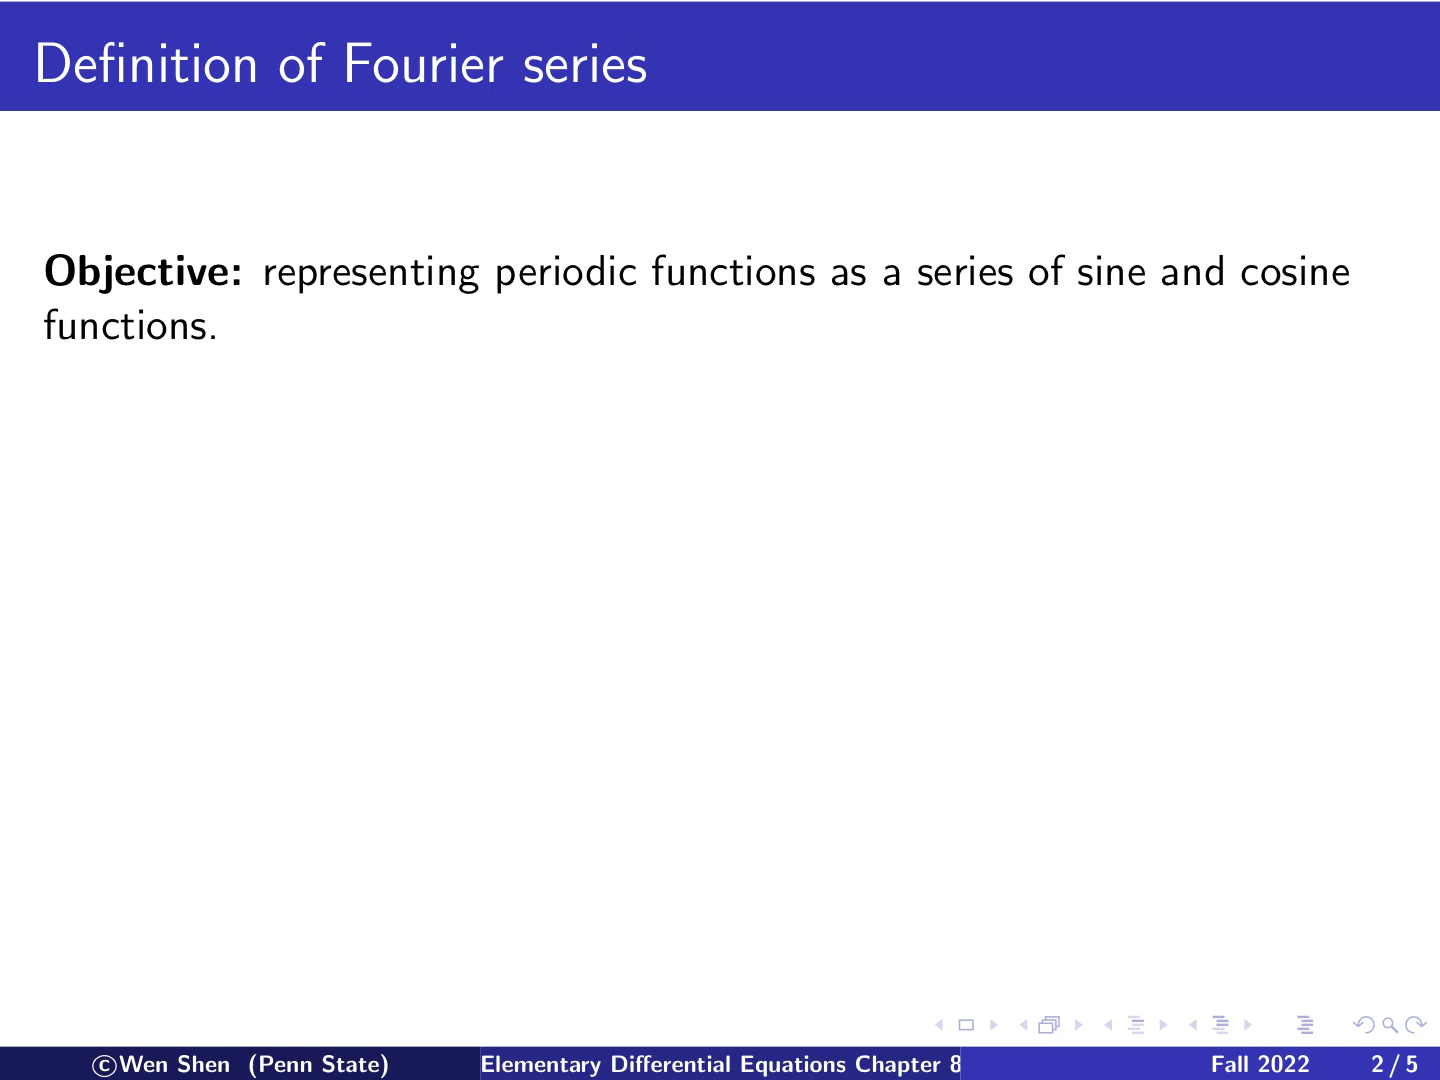 Definition of Fourier series
Objective: representing periodic functions as a series of sine and cosine
functions.
©Wen Shen (Penn State) Elementary Differential Equations Chapter 8 Fall 2022 2 / 5